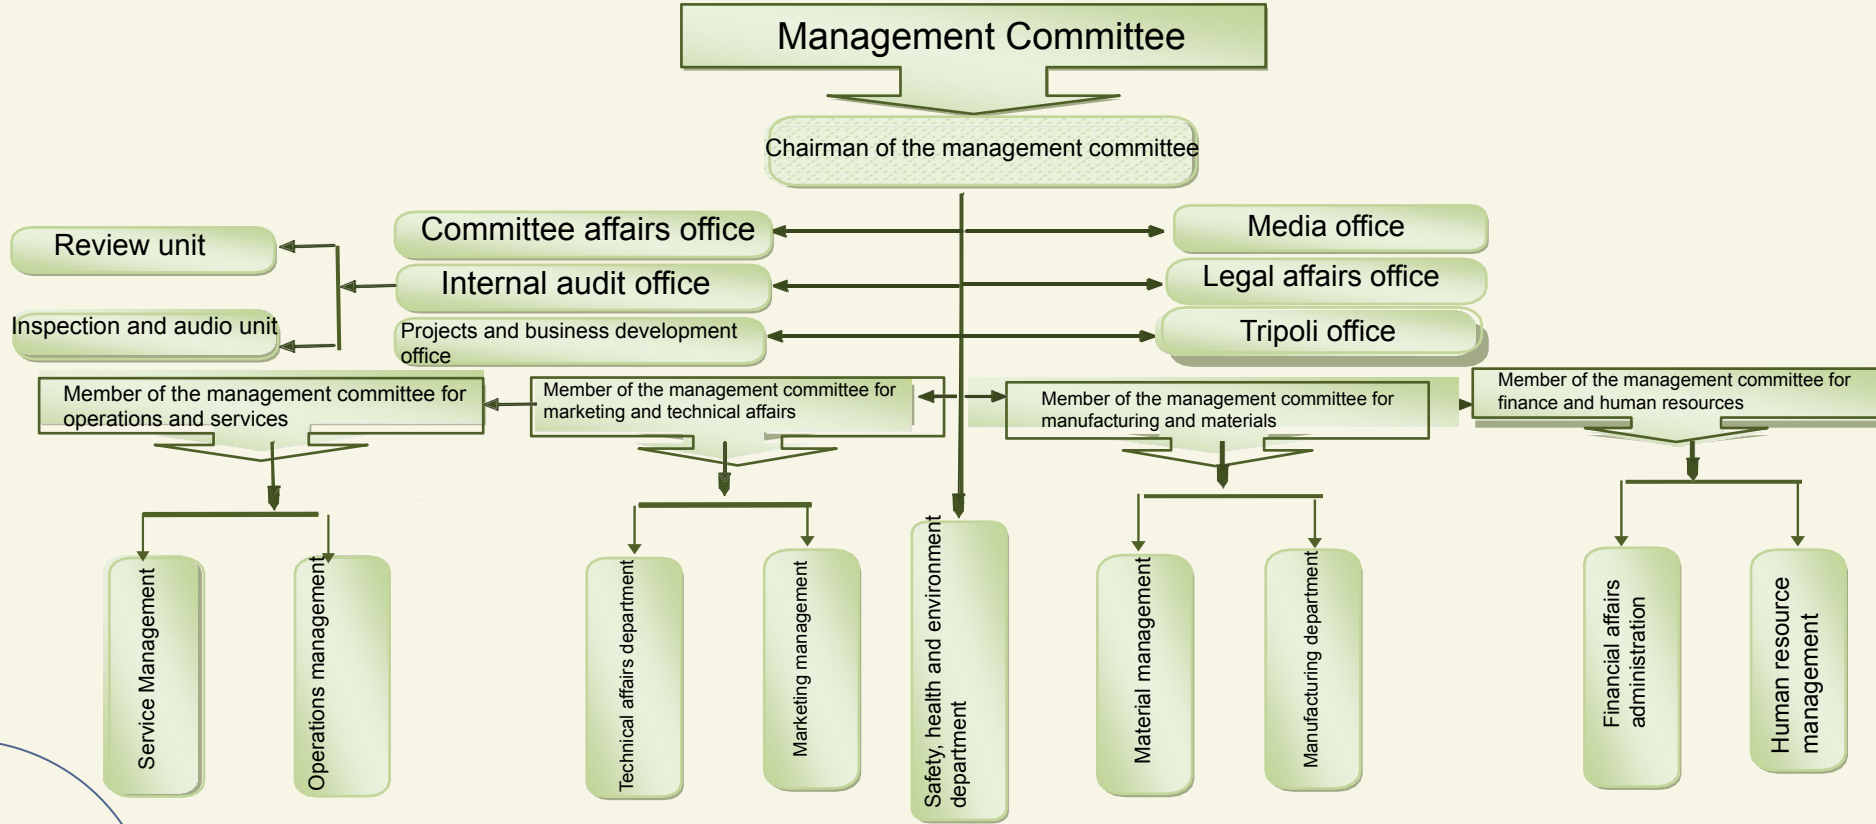 Management Committee
Chairman of the management committee
Committee affairs office
Media office
Review unit
Internal audit office
Legal affairs office
Inspection and audio unit
Projects and business development
office
Tripoli office
Member of the management committee for
operations and services
Member of the management committee for
marketing and technical affairs
Member of the management committee for
manufacturing and materials
Member of the management committee for
finance and human resources
Service Management
Operations management
Technical affairs department
Marketing management
Safety, health and environment
department
Material management
Manufacturing department
Financial affairs
administration
Human resource
management